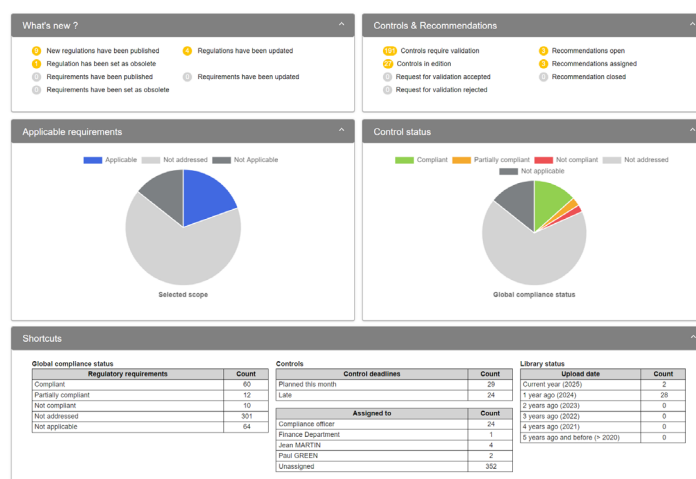 What's new ?
9 New regulations have been published
4 Regulations have been updated
1 Regulation has been set as obsolete
0 Requirements have been published
0 Requirements have been updated
0 Requirements have been set as obsolete
Controls & Recommendations
191 Controls require validation
3 Recommendations open
27 Controls in edition
3 Recommendations assigned
0 Request for validation accepted
0 Recommendation closed
0 Request for validation rejected
Applicable requirements
Applicable Not addressed Not Applicable
Selected scope
Control status
Compliant Partially compliant Not compliant Not addressed
Not applicable
Global compliance status
Shortcuts
Global compliance status
Regulatory requirements Count
Compliant 60
Partially compliant 12
Not compliant 10
Not addressed 301
Not applicable 64
Controls
Control deadlines Count
Planned this month 29
Late 24
Assigned to Count
Compliance officer 24
Finance Department 1
Jean MARTIN 4
Paul GREEN 2
Unassigned 352
Library status
Upload date Count
Current year (2025) 2
1 year ago (2024) 28
2 years ago (2023) 0
3 years ago (2022) 0
4 years ago (2021) 0
5 years ago and before (> 2020) 0